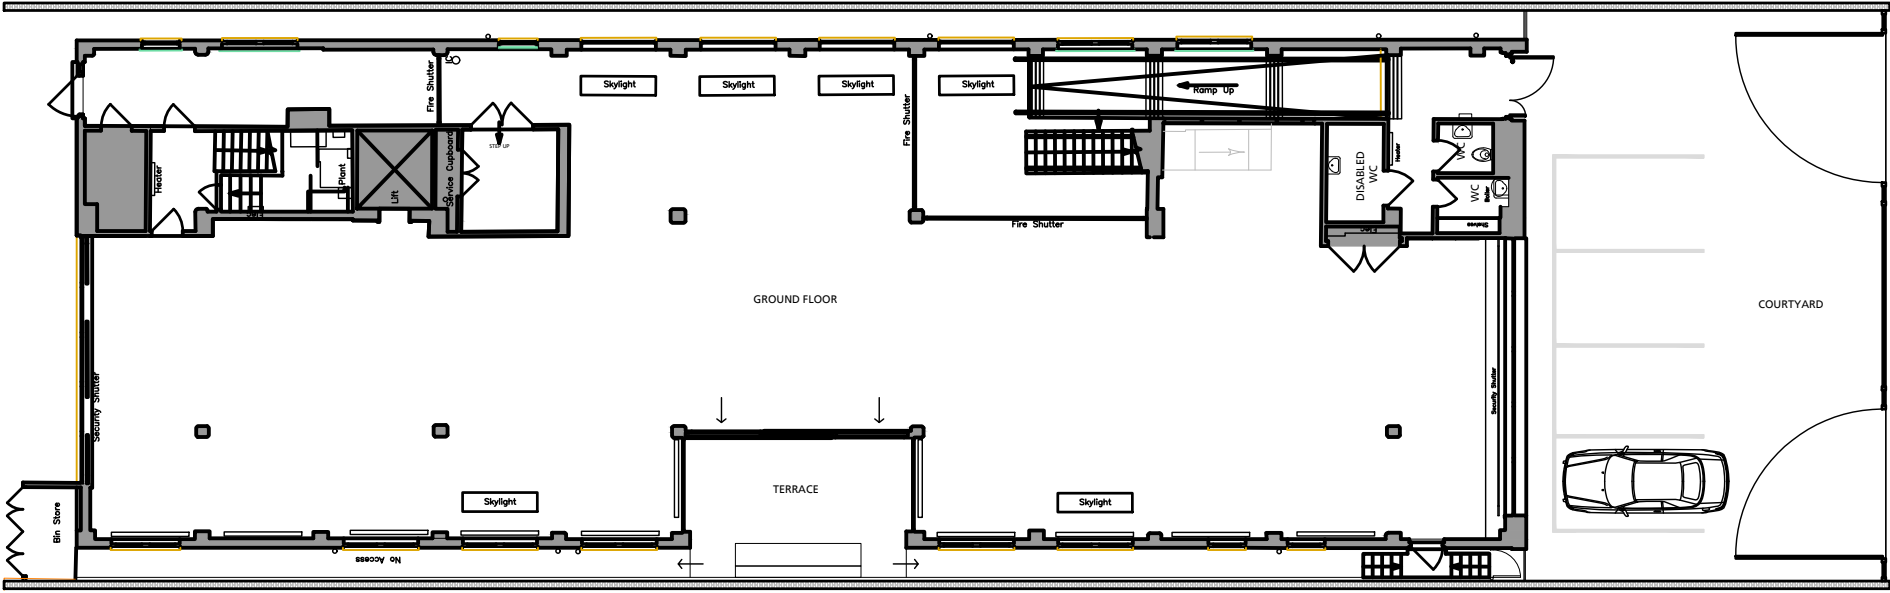 Fire Shutter
Skylight
Skylight
Skylight
Skylight
Fire Shutter
Ramp Up
STEP UP
Service Cupboard
Heater
Plant
Lift
DISABLED
WC
Heater
WC
WC
Boiler
Shelves
Elec
Fire Shutter
GROUND FLOOR
COURTYARD
Security Shutter
Security Shutter
TERRACE
Skylight
Skylight
Bin Store
No Access